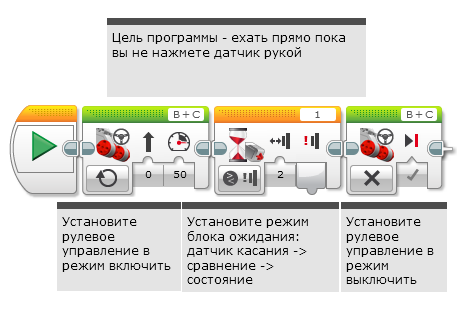 Цель программы - ехать прямо пока
вы не нажмете датчик рукой
B + C
1
B + C
0
50
2
Установите
рулевое
управление в
режим включить
Установите режим
блока ожидания:
датчик касания ->
сравнение ->
состояние
Установите
рулевое
управление в
режим
выключить